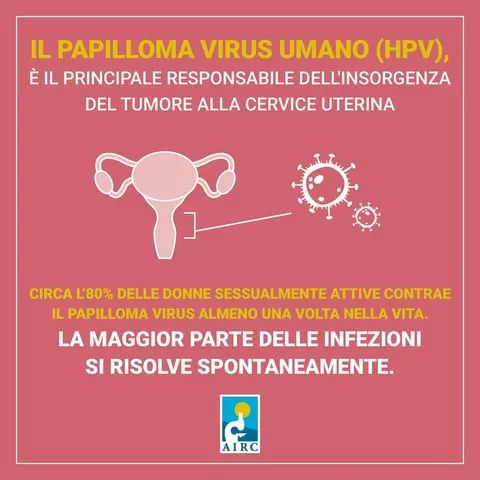 IL PAPILLOMA VIRUS UMANO (HPV),
È IL PRINCIPALE RESPONSABILE DELL'INSORGENZA
DEL TUMORE ALLA CERVICE UTERINA
CIRCA L'80% DELLE DONNE SESSUALMENTE ATTIVE CONTRAE
IL PAPILLOMA VIRUS ALMENO UNA VOLTA NELLA VITA.
LA MAGGIOR PARTE DELLE INFEZIONI
SI RISOLVE SPONTANEAMENTE.
AIRC